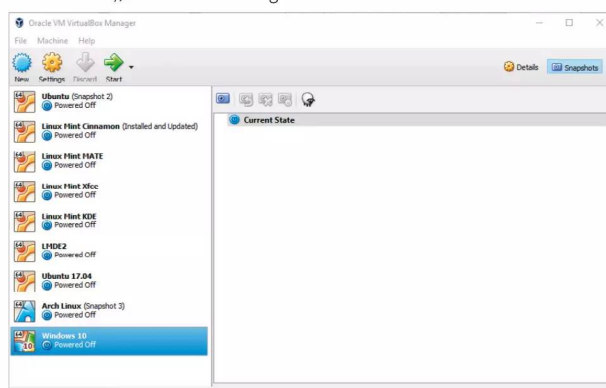 Oracle VM VirtualBox Manager
File Machine Help
New Settings Discard Start
Details Snapshots
Ubuntu (Snapshot 2)
Powered Off
Current State
Linux Mint Cinnamon (Installed and Updated)
Powered Off
Linux Mint MATE
Powered Off
Linux Mint Xfce
Powered Off
Linux Mint KDE
Powered Off
LMDE2
Powered Off
Ubuntu 17.04
Powered Off
Arch Linux (Snapshot 3)
Powered Off
Windows 10
Powered Off